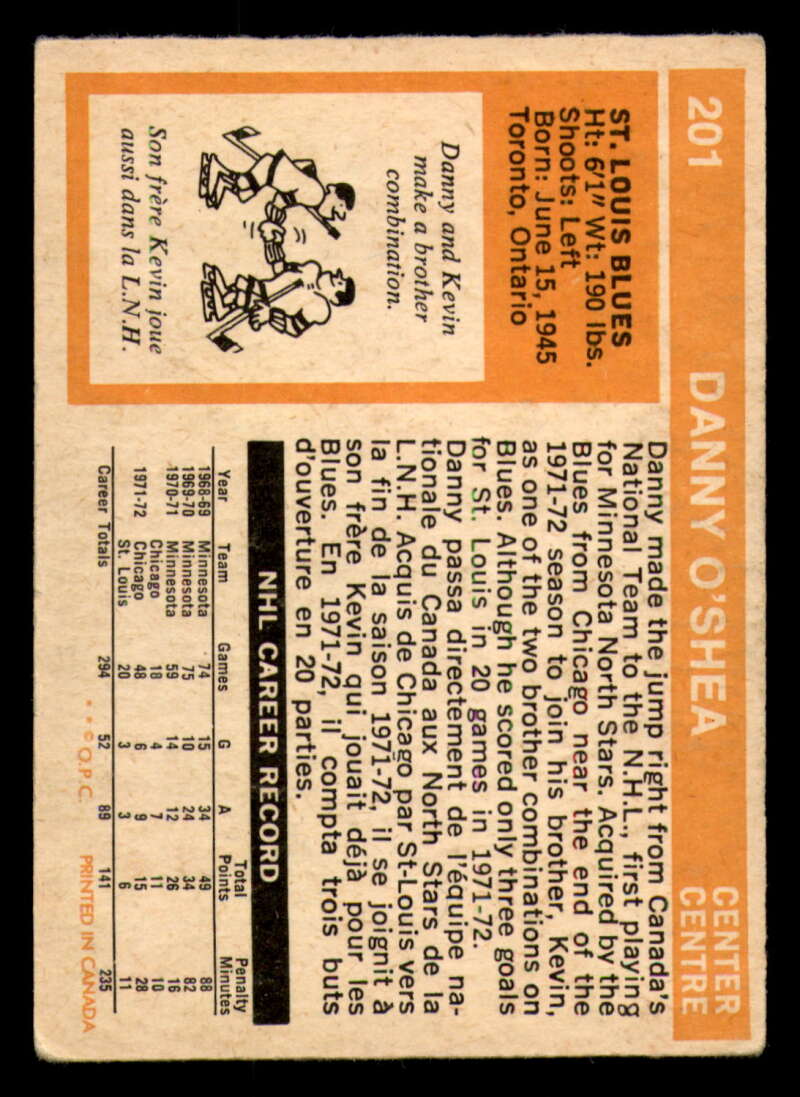 201
DANNY O'SHEA
CENTER
CENTRE
ST. LOUIS BLUES
Ht: 6'1" Wt: 190 lbs.
Shoots: Left
Born: June 15, 1945
Toronto, Ontario
Danny and Kevin
make a brother
combination.
Son frère Kevin joue
aussi dans la L.N.H.
Danny made the jump right from Canada's
National Team to the N.H.L., first playing
for Minnesota North Stars. Acquired by the
Blues from Chicago near the end of the
1971-72 season to join his brother, Kevin,
as one of the two brother combinations on
Blues. Although he scored only three goals
for St. Louis in 20 games in 1971-72.
Danny passa directement de l'équipe na-
tionale du Canada aux North Stars de la
L.N.H. Acquis de Chicago par St-Louis vers
la fin de la saison 1971-72, il se joignit à
son frère Kevin qui jouait déjà pour les
Blues. En 1971-72, il compta trois buts
d'ouverture en 20 parties.
NHL CAREER RECORD
Year Team Games G A Total Points Penalty Minutes
1968-69 Minnesota 74 15 34 49 88
1969-70 Minnesota 75 10 24 34 82
1970-71 Minnesota 59 14 12 26 16
Chicago 18 4 7 11 10
1971-72 Chicago 48 6 9 15 28
St. Louis 20 3 3 6 11
Career Totals 294 52 89 141 235
* * © O.P.C. PRINTED IN CANADA